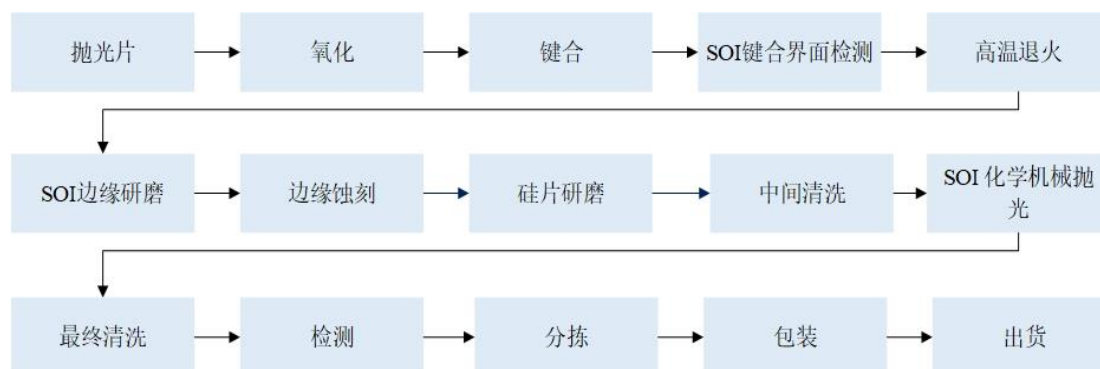 抛光片
氧化
键合
SOI键合界面检测
高温退火
SOI边缘研磨
边缘蚀刻
硅片研磨
中间清洗
SOI 化学机械抛
光
最终清洗
检测
分拣
包装
出货